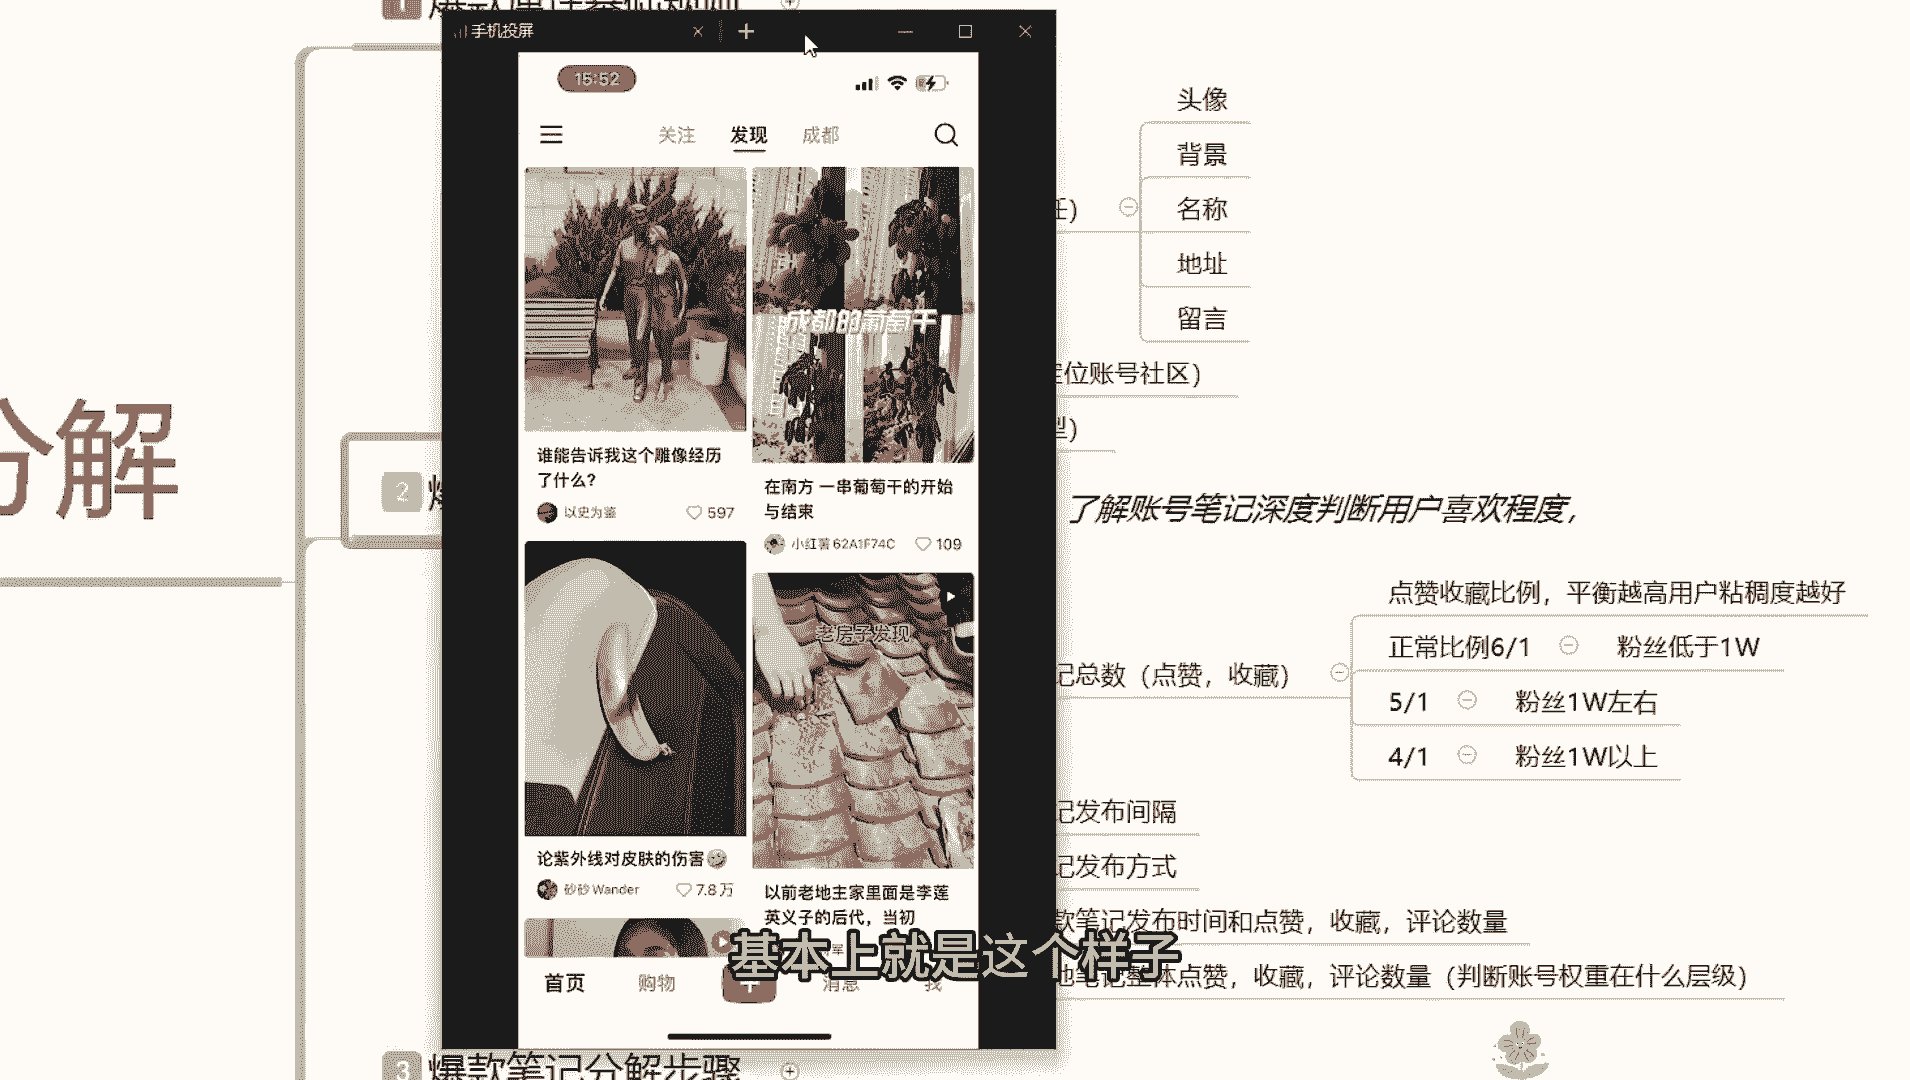 手机投屏
15:52
关注
发现
成都
成都的葡萄干
谁能告诉我这个雕像经历
了什么?
以史为鉴
597
在南方 一串葡萄干的开始
与结束
小红薯62A1F74C
109
老房子发现
论紫外线对皮肤的伤害
砂砂Wander
7.8万
以前老地主家里面是李莲
英义子的后代，当初
首页
购物
消息
我
基本上就是这个样子
分解
2
3
爆款笔记分解步骤
头像
背景
名称
地址
留言
位账号社区)
了解账号笔记深度判断用户喜欢程度，
记总数（点赞，收藏）
点赞收藏比例，平衡越高用户粘稠度越好
正常比例6/1
粉丝低于1W
5/1
粉丝1W左右
4/1
粉丝1W以上
记发布间隔
记发布方式
款笔记发布时间和点赞，收藏，评论数量
笔记整体点赞，收藏，评论数量（判断账号权重在什么层级）